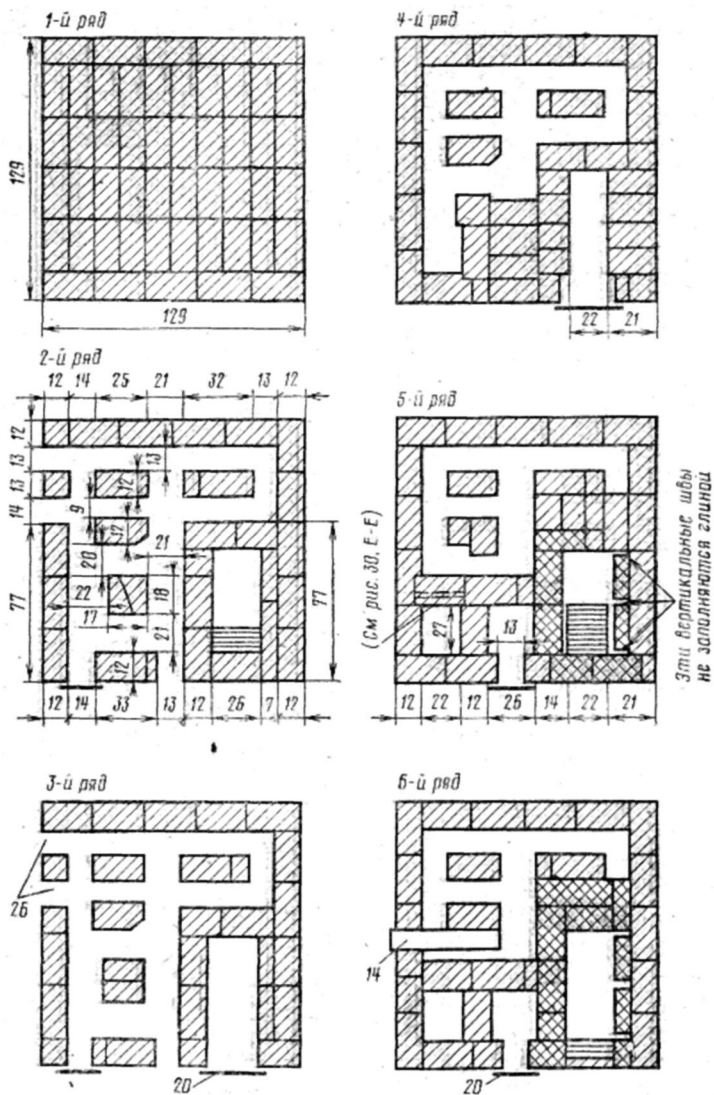 1-й ряд
129
129
4-й ряд
22 21
2-й ряд
12 14 25 21 32 13 12
12
13
13
14
77
13
12
9
12
20
21
22
17
18
21
12
77
12 14 33 13 12 26 7 12
5-й ряд
(См рис. 30, Е-Е)
27
13
12 22 12 26 14 22 21
Эти вертикальные швы
не заполняются глиной
3-й ряд
26
20
6-й ряд
14
20